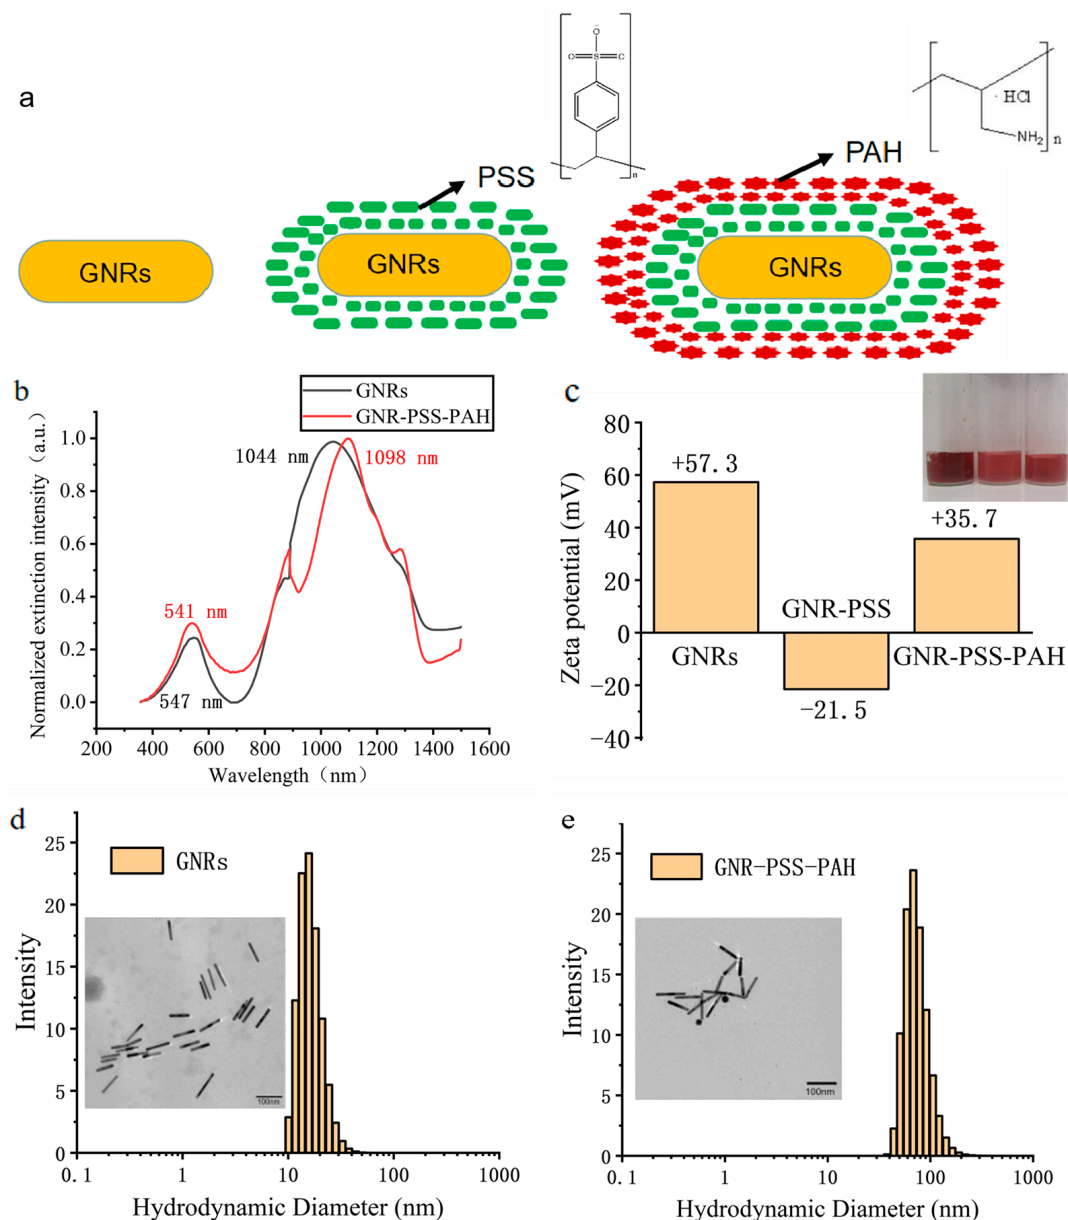 a
O
O
S
C
n
· HCl
NH2
n
PSS
PAH
GNRs
GNRs
GNRs
b
GNRs
GNR-PSS-PAH
Normalized extinction intensity (a.u.)
1.0
0.8
0.6
0.4
0.2
0.0
1044 nm
1098 nm
541 nm
547 nm
200
400
600
800
1000
1200
1400
1600
Wavelength (nm)
c
Zeta potential (mV)
80
60
40
20
0
−20
−40
+57.3
+35.7
GNR-PSS
GNRs
GNR-PSS-PAH
−21.5
d
GNRs
Intensity
25
20
15
10
5
0
100nm
0.1
1
10
100
1000
Hydrodynamic Diameter (nm)
e
GNR-PSS-PAH
Intensity
25
20
15
10
5
0
100nm
0.1
1
10
100
1000
Hydrodynamic Diameter (nm)